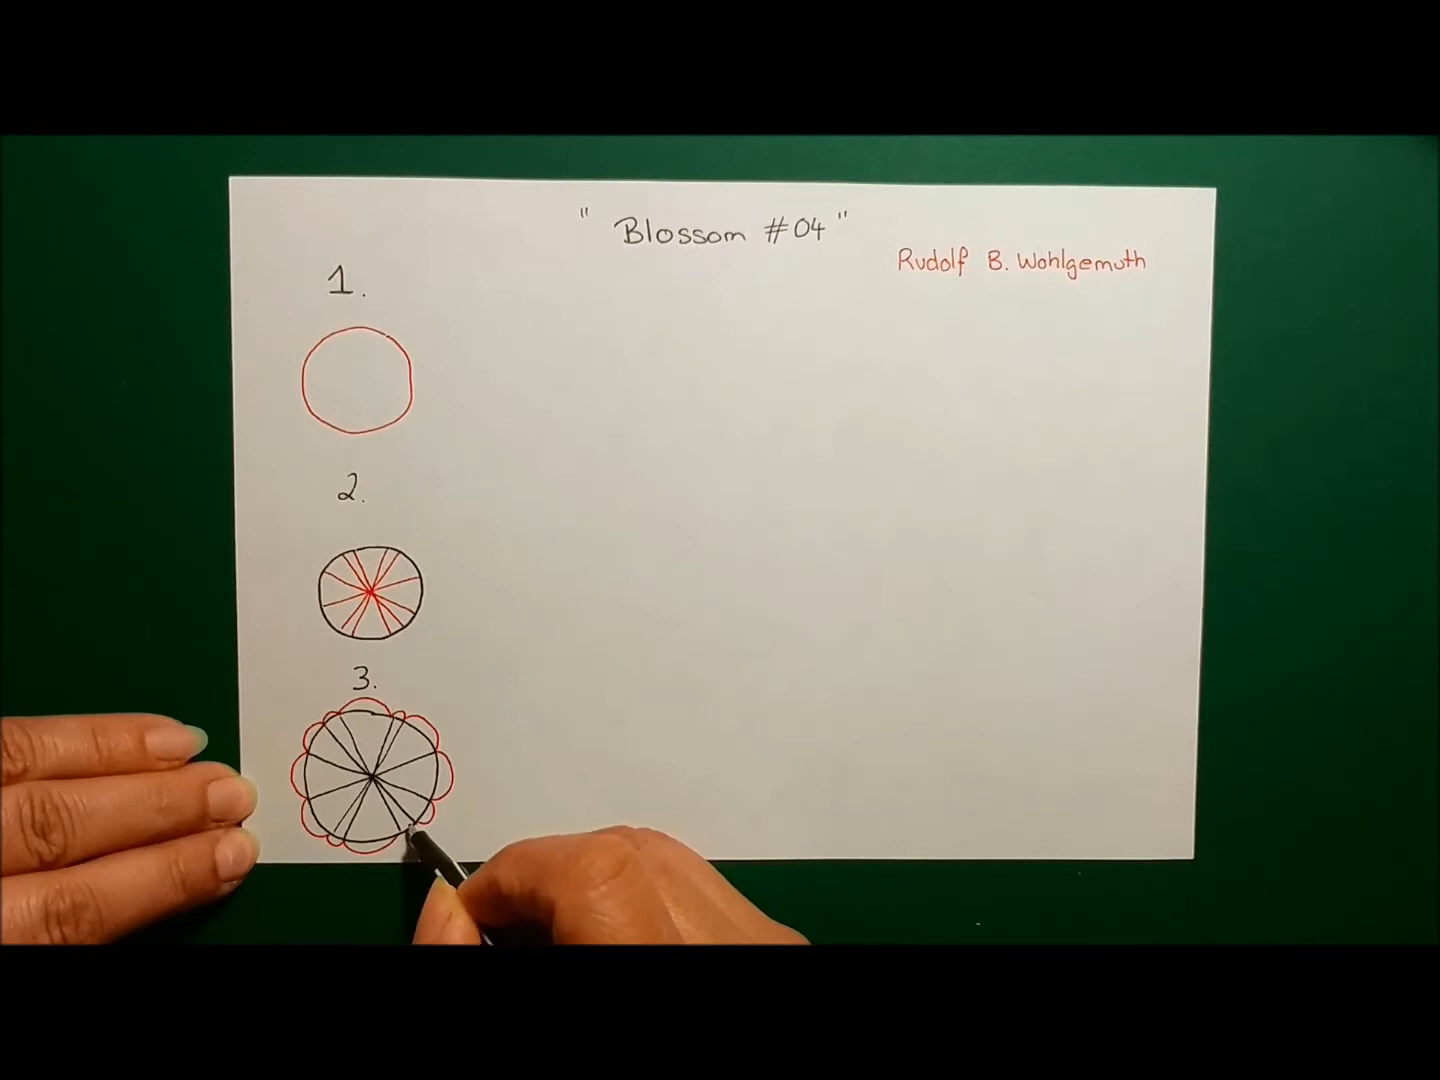 " Blossom #04 "
Rudolf B. Wohlgemuth
1.
2.
3.